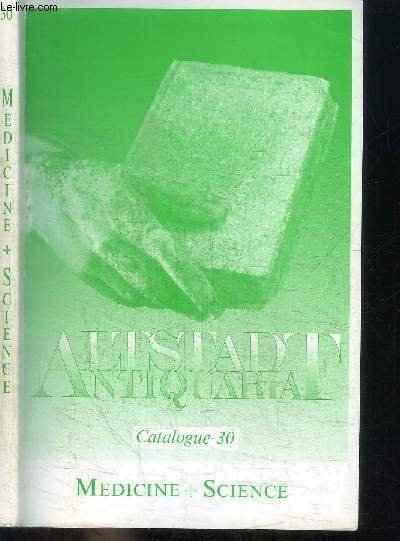 © Le-livre.com
30
MEDICINE + SCIENCE
ALTSTADT
ANTIQUARIAT
Catalogue 30
MEDICINE + SCIENCE